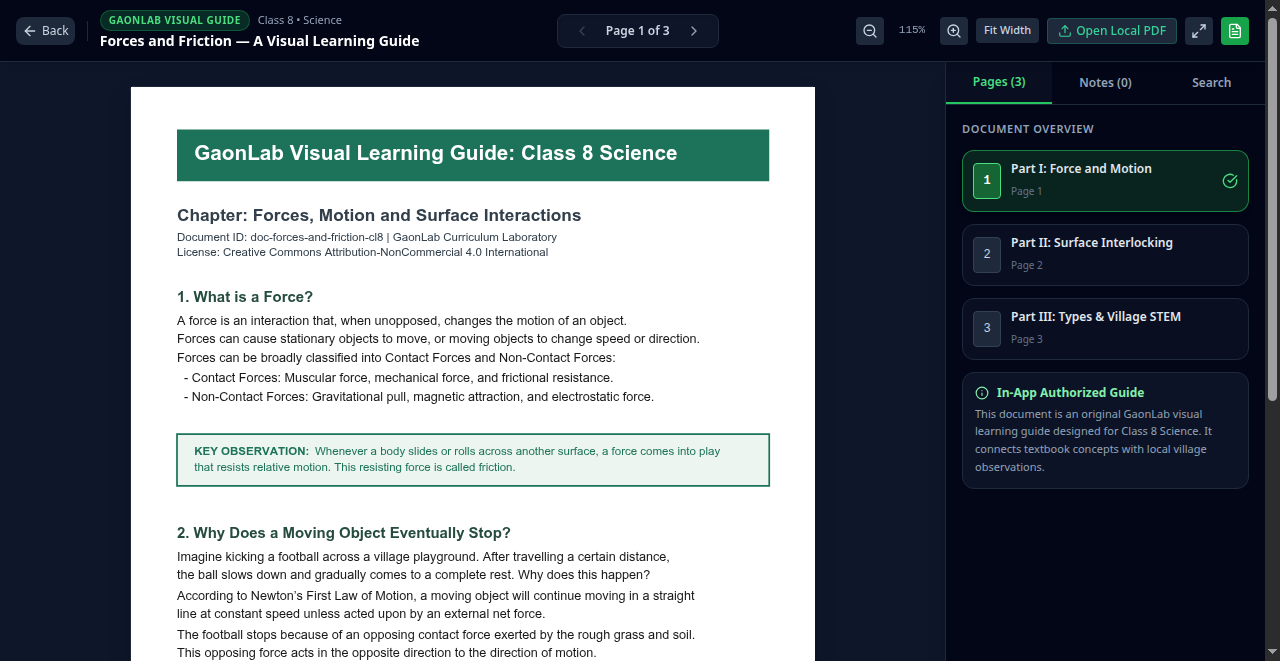 Back
GAONLAB VISUAL GUIDE Class 8 • Science
Forces and Friction — A Visual Learning Guide
Page 1 of 3
115%
Fit Width
Open Local PDF
Pages (3)
Notes (0)
Search
GaonLab Visual Learning Guide: Class 8 Science
Chapter: Forces, Motion and Surface Interactions
Document ID: doc-forces-and-friction-cl8 | GaonLab Curriculum Laboratory
License: Creative Commons Attribution-NonCommercial 4.0 International
1. What is a Force?
A force is an interaction that, when unopposed, changes the motion of an object.
Forces can cause stationary objects to move, or moving objects to change speed or direction.
Forces can be broadly classified into Contact Forces and Non-Contact Forces:
- Contact Forces: Muscular force, mechanical force, and frictional resistance.
- Non-Contact Forces: Gravitational pull, magnetic attraction, and electrostatic force.
KEY OBSERVATION: Whenever a body slides or rolls across another surface, a force comes into play
that resists relative motion. This resisting force is called friction.
2. Why Does a Moving Object Eventually Stop?
Imagine kicking a football across a village playground. After travelling a certain distance,
the ball slows down and gradually comes to a complete rest. Why does this happen?
According to Newton's First Law of Motion, a moving object will continue moving in a straight
line at constant speed unless acted upon by an external net force.
The football stops because of an opposing contact force exerted by the rough grass and soil.
This opposing force acts in the opposite direction to the direction of motion.
DOCUMENT OVERVIEW
1
Part I: Force and Motion
Page 1
2
Part II: Surface Interlocking
Page 2
3
Part III: Types & Village STEM
Page 3
In-App Authorized Guide
This document is an original GaonLab visual
learning guide designed for Class 8 Science. It
connects textbook concepts with local village
observations.